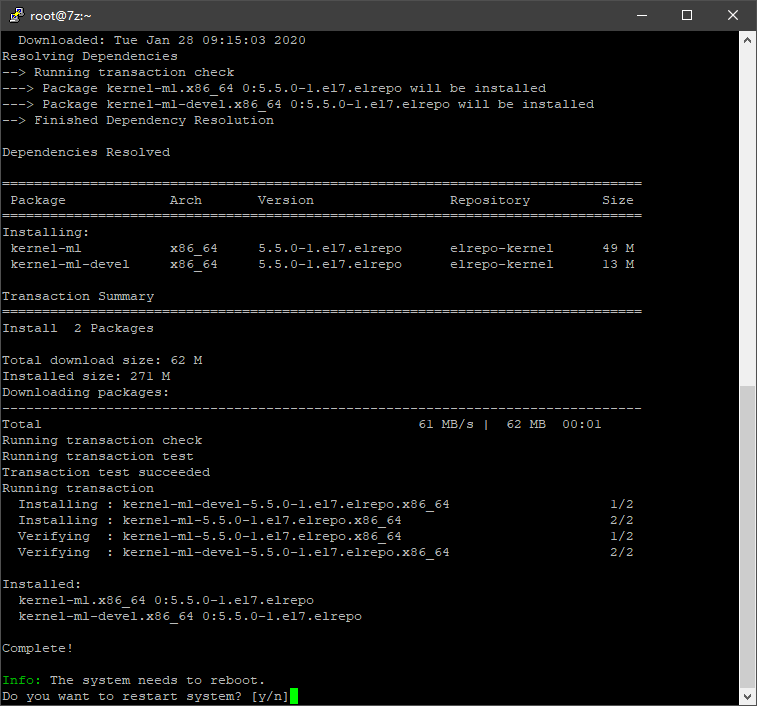 root@7z:~
  Downloaded: Tue Jan 28 09:15:03 2020
Resolving Dependencies
--> Running transaction check
---> Package kernel-ml.x86_64 0:5.5.0-1.el7.elrepo will be installed
---> Package kernel-ml-devel.x86_64 0:5.5.0-1.el7.elrepo will be installed
--> Finished Dependency Resolution

Dependencies Resolved

================================================================================
 Package             Arch       Version                 Repository         Size
================================================================================
Installing:
 kernel-ml           x86_64     5.5.0-1.el7.elrepo      elrepo-kernel      49 M
 kernel-ml-devel     x86_64     5.5.0-1.el7.elrepo      elrepo-kernel      13 M

Transaction Summary
================================================================================
Install  2 Packages

Total download size: 62 M
Installed size: 271 M
Downloading packages:
--------------------------------------------------------------------------------
Total                                               61 MB/s |  62 MB  00:01
Running transaction check
Running transaction test
Transaction test succeeded
Running transaction
  Installing : kernel-ml-devel-5.5.0-1.el7.elrepo.x86_64                    1/2
  Installing : kernel-ml-5.5.0-1.el7.elrepo.x86_64                          2/2
  Verifying  : kernel-ml-5.5.0-1.el7.elrepo.x86_64                          1/2
  Verifying  : kernel-ml-devel-5.5.0-1.el7.elrepo.x86_64                    2/2

Installed:
  kernel-ml.x86_64 0:5.5.0-1.el7.elrepo
  kernel-ml-devel.x86_64 0:5.5.0-1.el7.elrepo

Complete!

Info: The system needs to reboot.
Do you want to restart system? [y/n]